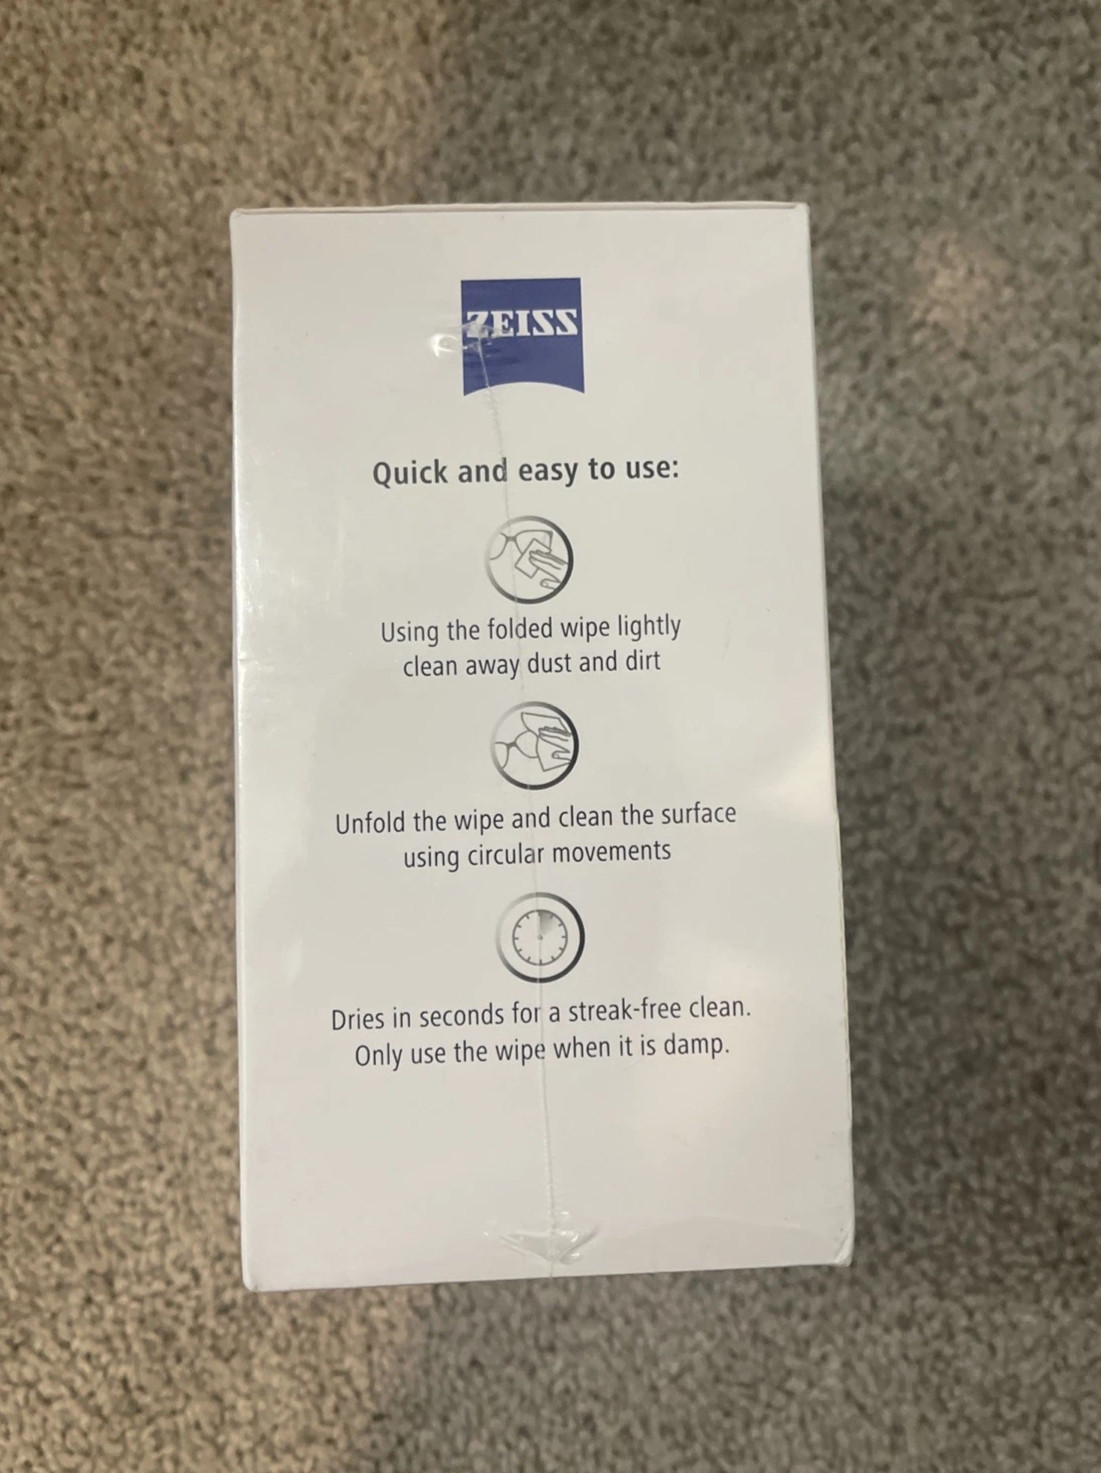 ZEISS
Quick and easy to use:
Using the folded wipe lightly
clean away dust and dirt
Unfold the wipe and clean the surface
using circular movements
Dries in seconds for a streak-free clean.
Only use the wipe when it is damp.